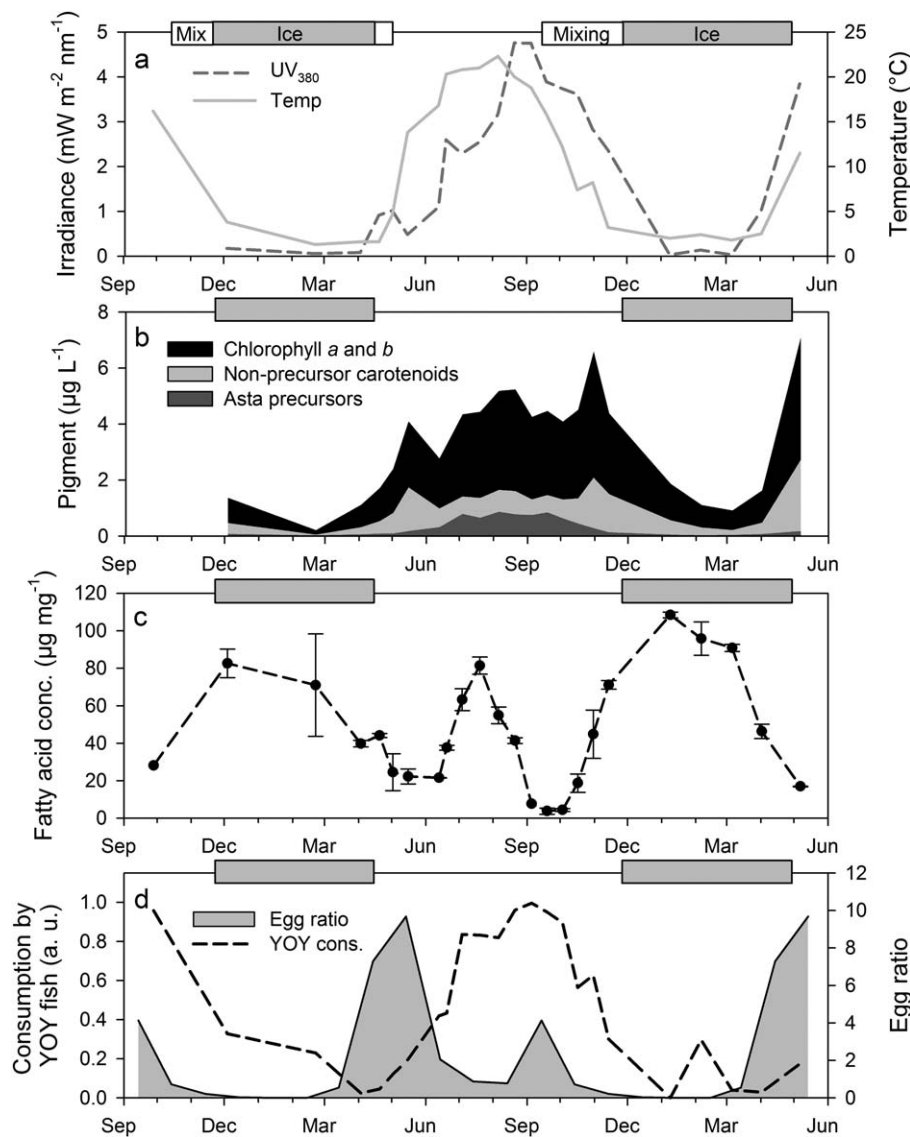 Mix Ice Mixing Ice
a
UV380
Temp
Irradiance (mW m-2 nm-1)
5
4
3
2
1
0
Temperature (°C)
25
20
15
10
5
0
Sep Dec Mar Jun Sep Dec Mar Jun
b
Chlorophyll a and b
Non-precursor carotenoids
Asta precursors
Pigment (µg L-1)
8
6
4
2
0
Sep Dec Mar Jun Sep Dec Mar Jun
c
Fatty acid conc. (µg mg-1)
120
100
80
60
40
20
0
Sep Dec Mar Jun Sep Dec Mar Jun
d
Egg ratio
YOY cons.
Consumption by
YOY fish (a. u.)
1.0
0.8
0.6
0.4
0.2
0.0
Egg ratio
12
10
8
6
4
2
0
Sep Dec Mar Jun Sep Dec Mar Jun